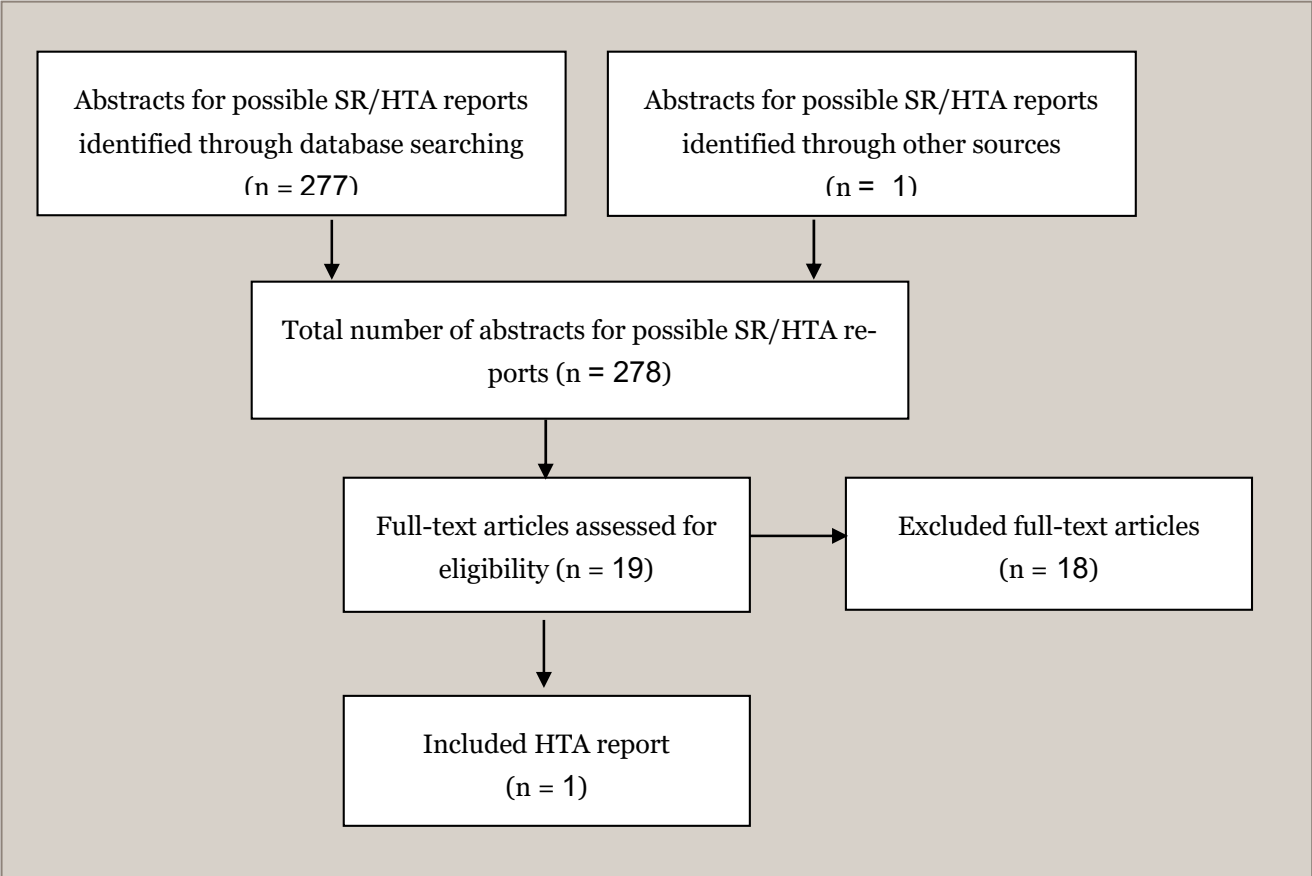 Abstracts for possible SR/HTA reports
identified through database searching
(n = 277)
Abstracts for possible SR/HTA reports
identified through other sources
(n = 1)
Total number of abstracts for possible SR/HTA re-
ports (n = 278)
Full-text articles assessed for
eligibility (n = 19)
Excluded full-text articles
(n = 18)
Included HTA report
(n = 1)